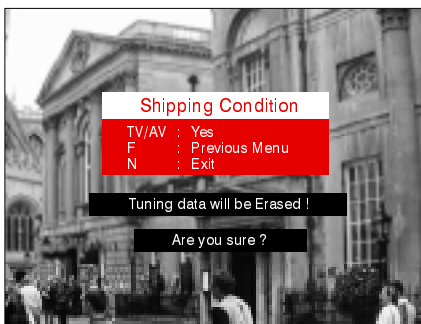 Shipping Condition
TV/AV : Yes
F : Previous Menu
N : Exit
Tuning data will be Erased !
Are you sure ?